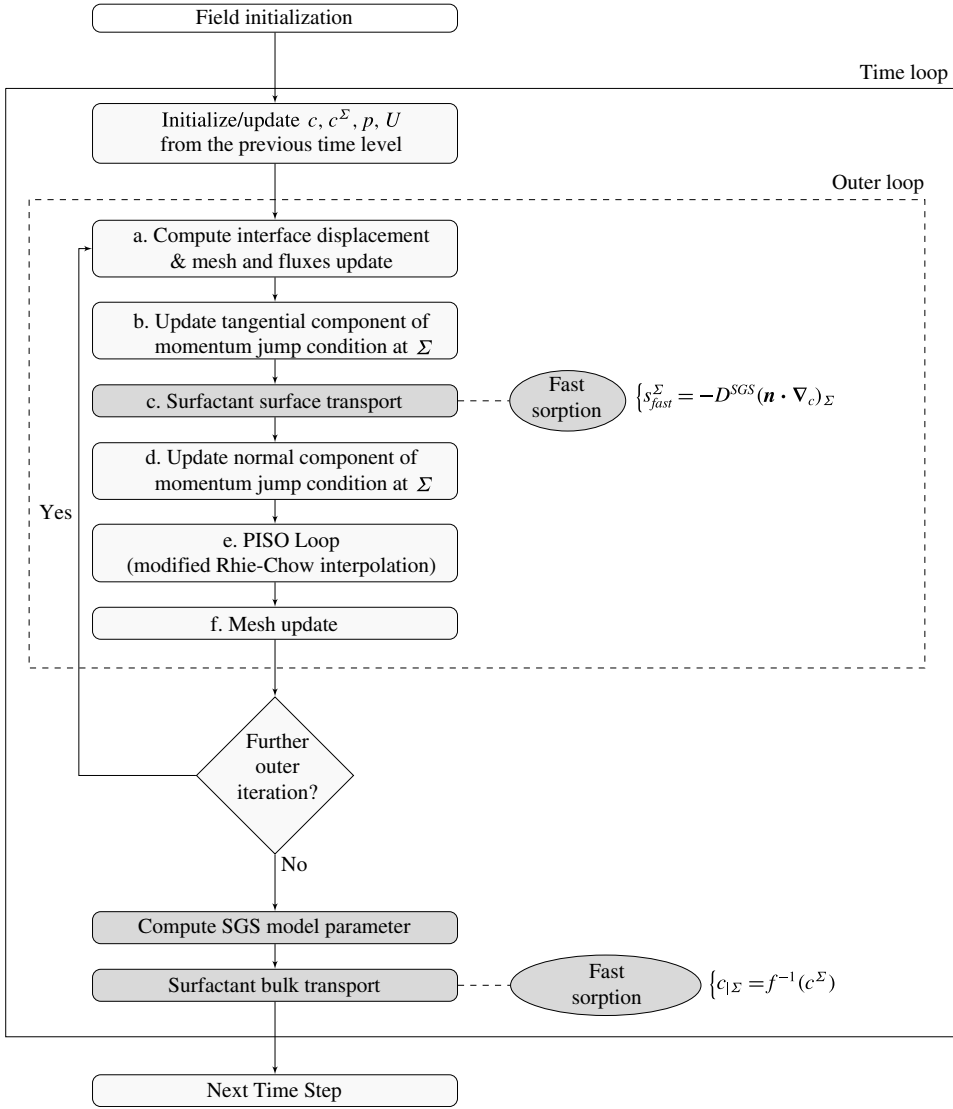 Field initialization
Time loop
Initialize/update c, c^Σ, p, U
from the previous time level
Outer loop
a. Compute interface displacement
& mesh and fluxes update
b. Update tangential component of
momentum jump condition at Σ
c. Surfactant surface transport
Fast
sorption
{s^Σ_fast = −D^SGS(n · ∇_c)_Σ
d. Update normal component of
momentum jump condition at Σ
Yes
e. PISO Loop
(modified Rhie-Chow interpolation)
f. Mesh update
Further
outer
iteration?
No
Compute SGS model parameter
Surfactant bulk transport
Fast
sorption
{c_|Σ = f^−1(c^Σ)
Next Time Step